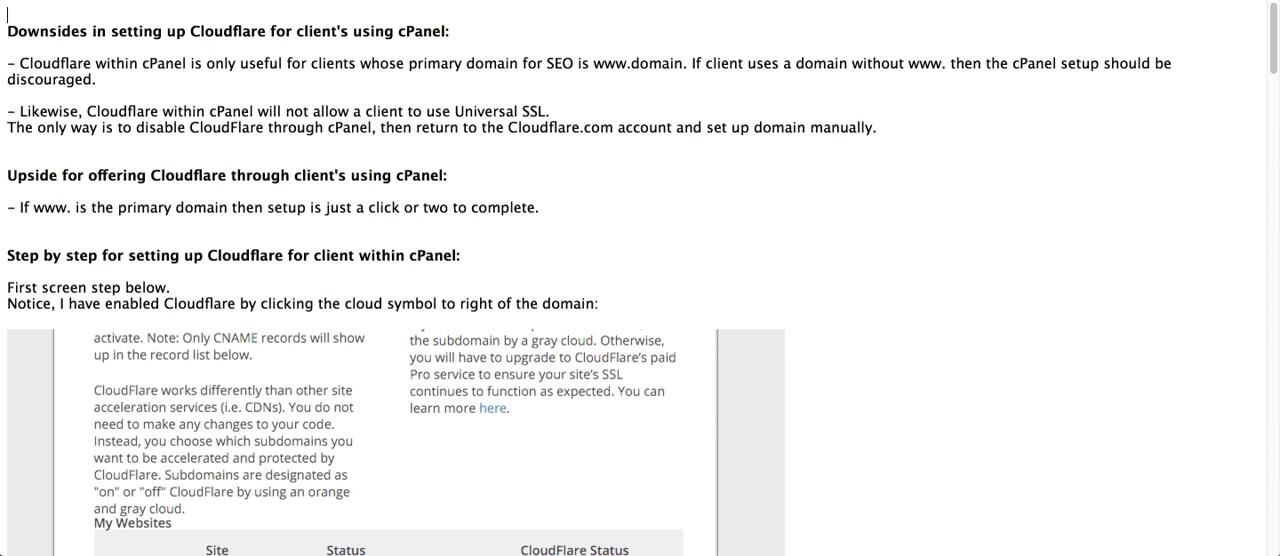 Downsides in setting up Cloudflare for client's using cPanel:
– Cloudflare within cPanel is only useful for clients whose primary domain for SEO is www.domain. If client uses a domain without www. then the cPanel setup should be
discouraged.
– Likewise, Cloudflare within cPanel will not allow a client to use Universal SSL.
The only way is to disable CloudFlare through cPanel, then return to the Cloudflare.com account and set up domain manually.
Upside for offering Cloudflare through client's using cPanel:
– If www. is the primary domain then setup is just a click or two to complete.
Step by step for setting up Cloudflare for client within cPanel:
First screen step below.
Notice, I have enabled Cloudflare by clicking the cloud symbol to right of the domain:
activate. Note: Only CNAME records will show
up in the record list below.
CloudFlare works differently than other site
acceleration services (i.e. CDNs). You do not
need to make any changes to your code.
Instead, you choose which subdomains you
want to be accelerated and protected by
CloudFlare. Subdomains are designated as
"on" or "off" CloudFlare by using an orange
and gray cloud.
the subdomain by a gray cloud. Otherwise,
you will have to upgrade to CloudFlare's paid
Pro service to ensure your site's SSL
continues to function as expected. You can
learn more here.
My Websites
Site Status CloudFlare Status